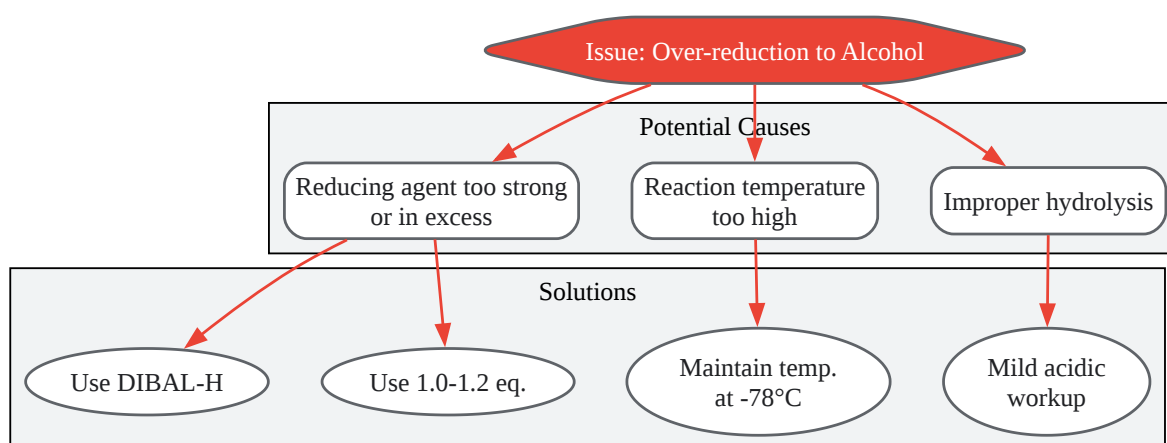 Issue: Over-reduction to Alcohol
Potential Causes
Reducing agent too strong
or in excess
Reaction temperature
too high
Improper hydrolysis
Solutions
Use DIBAL-H
Use 1.0-1.2 eq.
Maintain temp.
at -78°C
Mild acidic
workup